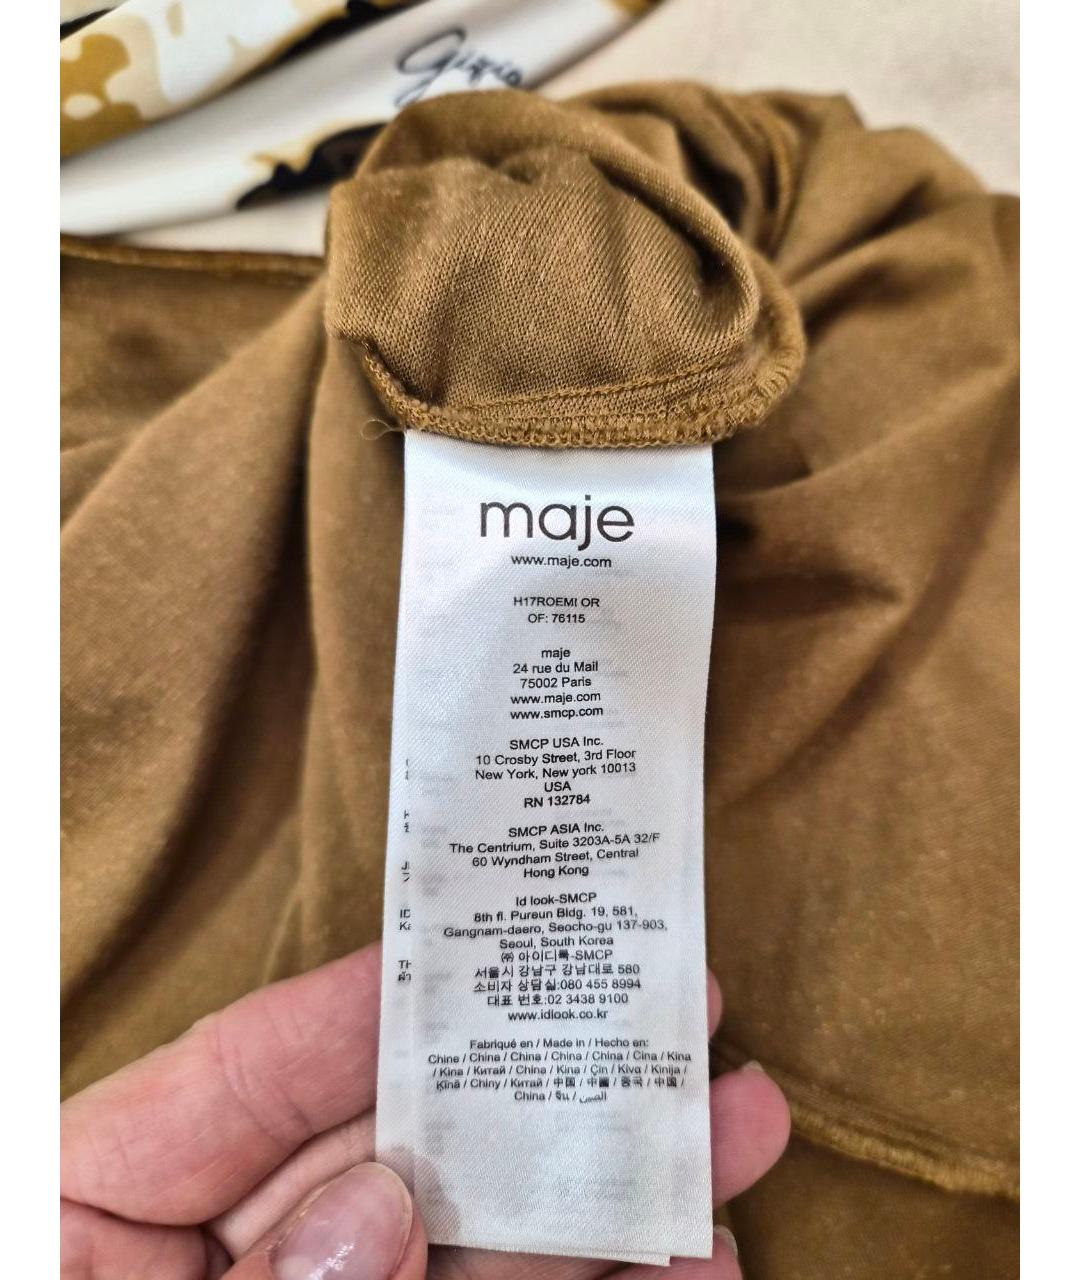 maje
www.maje.com
H17ROEMI OR
OF: 76115
maje
24 rue du Mail
75002 Paris
www.maje.com
www.smcp.com
SMCP USA Inc.
10 Crosby Street, 3rd Floor
New York, New york 10013
USA
RN 132784
SMCP ASIA Inc.
The Centrium, Suite 3203A-5A 32/F
60 Wyndham Street, Central
Hong Kong
Id look-SMCP
8th fl. Pureun Bldg. 19, 581,
Gangnam-daero, Seocho-gu 137-903,
Seoul, South Korea
㈜ 아이디룩-SMCP
서울시 강남구 강남대로 580
소비자 상담실:080 455 8994
대표 번호:02 3438 9100
www.idlook.co.kr
Fabriqué en / Made in / Hecho en:
Chine / China / China / China / China / Cina / Kina
/ Kina / Китай / China / Kina / Çin / Κίνα / Kinija /
Ķīnā / Chiny / Китай / 中国 / 中國 / 중국 / 中国 /
China / จีน / الصين